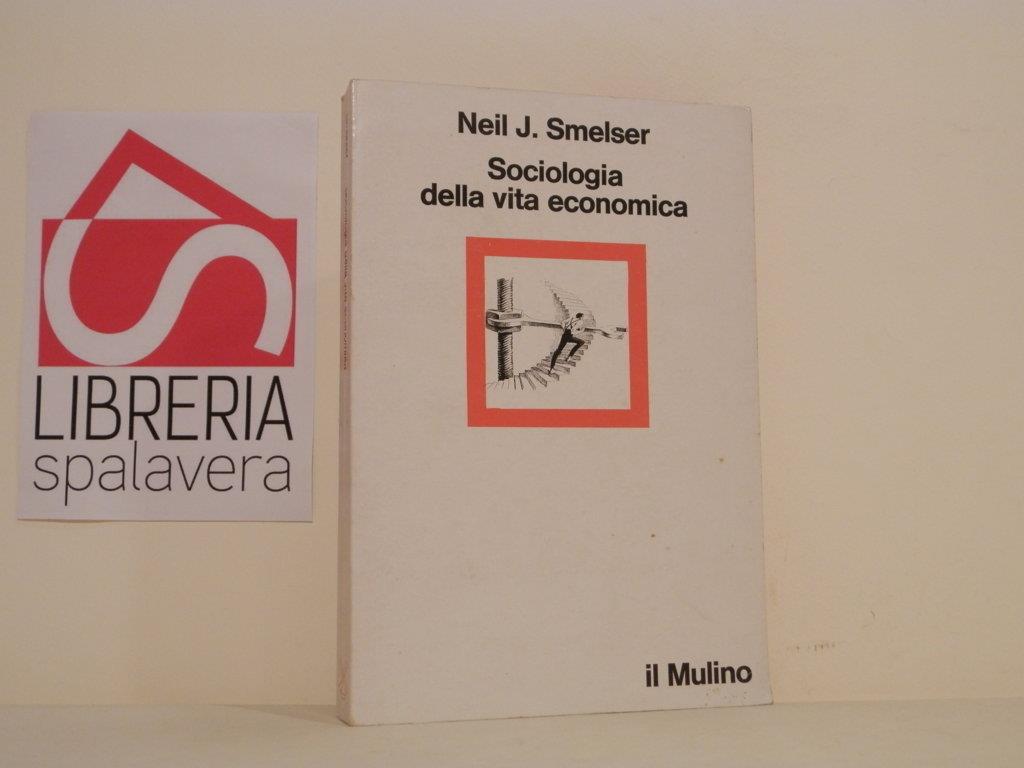 LIBRERIA
spalavera
Neil J. Smelser
Sociologia
della vita economica
il Mulino